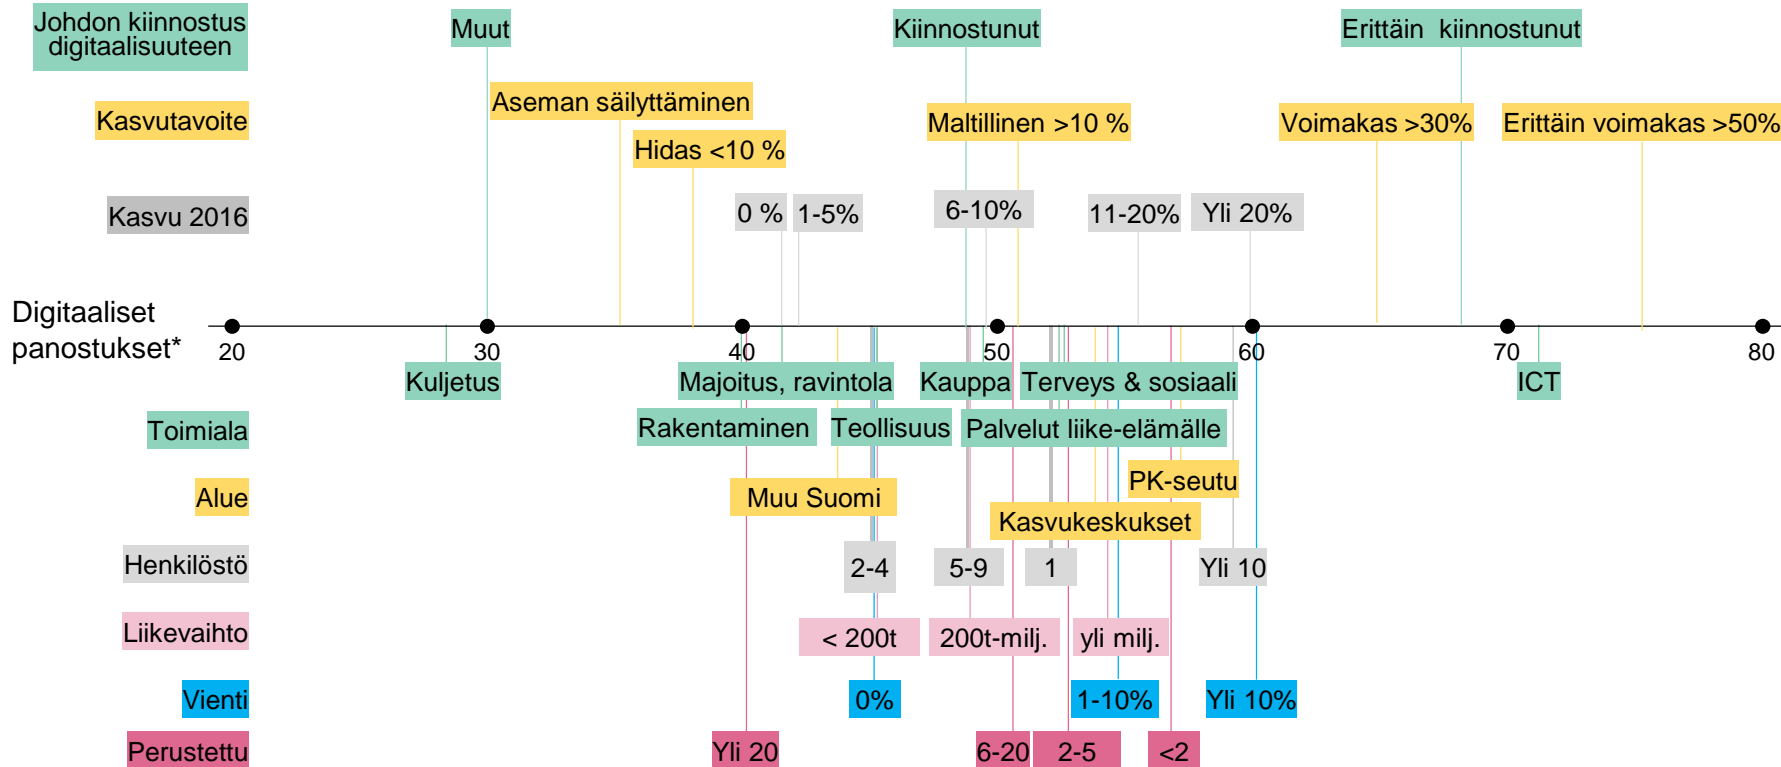 Johdon kiinnostus
digitaalisuuteen
Muut
Kiinnostunut
Erittäin kiinnostunut
Kasvutavoite
Aseman säilyttäminen
Hidas <10 %
Maltillinen >10 %
Voimakas >30%
Erittäin voimakas >50%
Kasvu 2016
0 %
1-5%
6-10%
11-20%
Yli 20%
Digitaaliset
panostukset*
20
30
40
50
60
70
80
Toimiala
Kuljetus
Majoitus, ravintola
Kauppa
Terveys & sosiaali
ICT
Rakentaminen
Teollisuus
Palvelut liike-elämälle
Alue
Muu Suomi
Kasvukeskukset
PK-seutu
Henkilöstö
2-4
5-9
1
Yli 10
Liikevaihto
< 200t
200t-milj.
yli milj.
Vienti
0%
1-10%
Yli 10%
Perustettu
Yli 20
6-20
2-5
<2